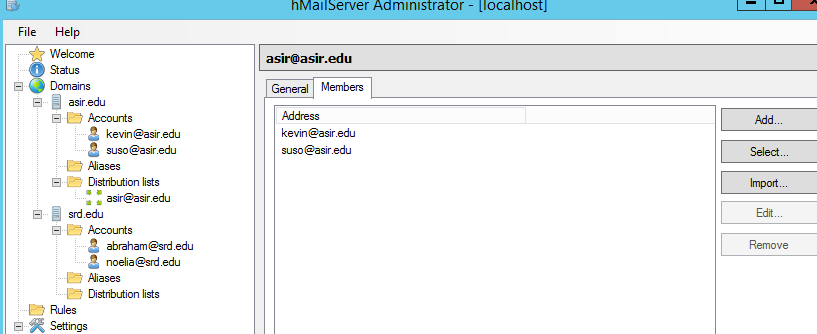 hMailServer Administrator - [localhost]
File Help
Welcome
Status
Domains
asir.edu
Accounts
kevin@asir.edu
suso@asir.edu
Aliases
Distribution lists
asir@asir.edu
srd.edu
Accounts
abraham@srd.edu
noelia@srd.edu
Aliases
Distribution lists
Rules
Settings
asir@asir.edu
General Members
Address
kevin@asir.edu
suso@asir.edu
Add...
Select...
Import...
Edit...
Remove